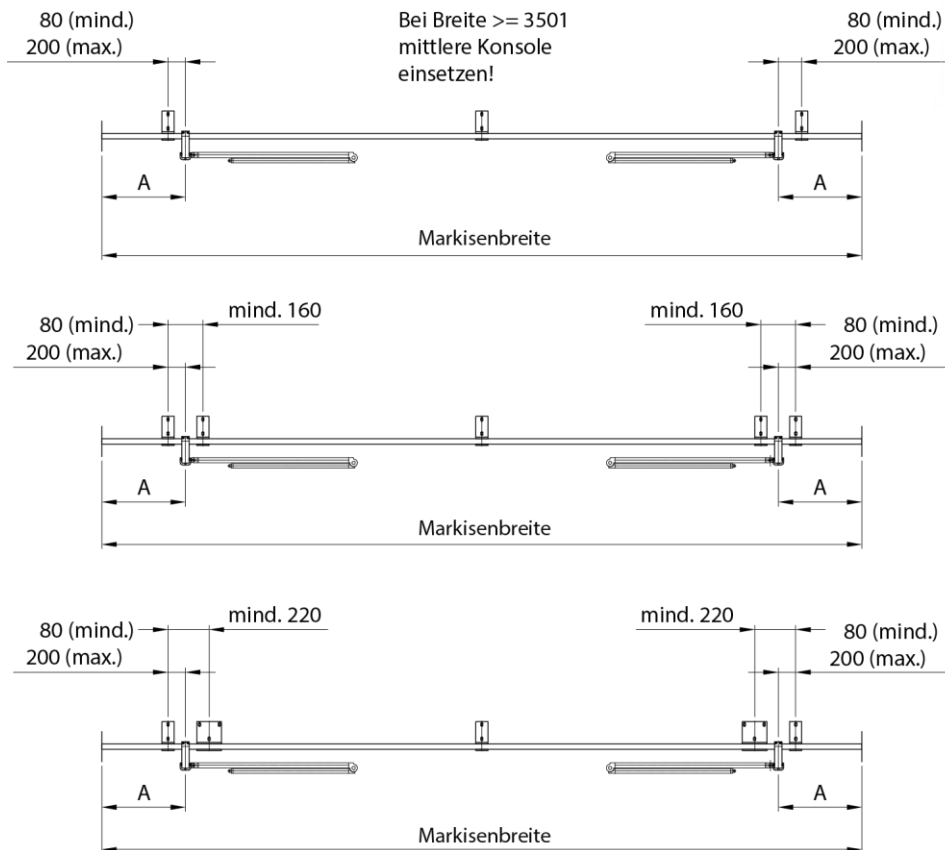 80 (mind.)
200 (max.)
Bei Breite >= 3501
mittlere Konsole
einsetzen!
80 (mind.)
200 (max.)
A
A
Markisenbreite
80 (mind.)
200 (max.)
mind. 160
mind. 160
80 (mind.)
200 (max.)
A
A
Markisenbreite
80 (mind.)
200 (max.)
mind. 220
mind. 220
80 (mind.)
200 (max.)
A
A
Markisenbreite